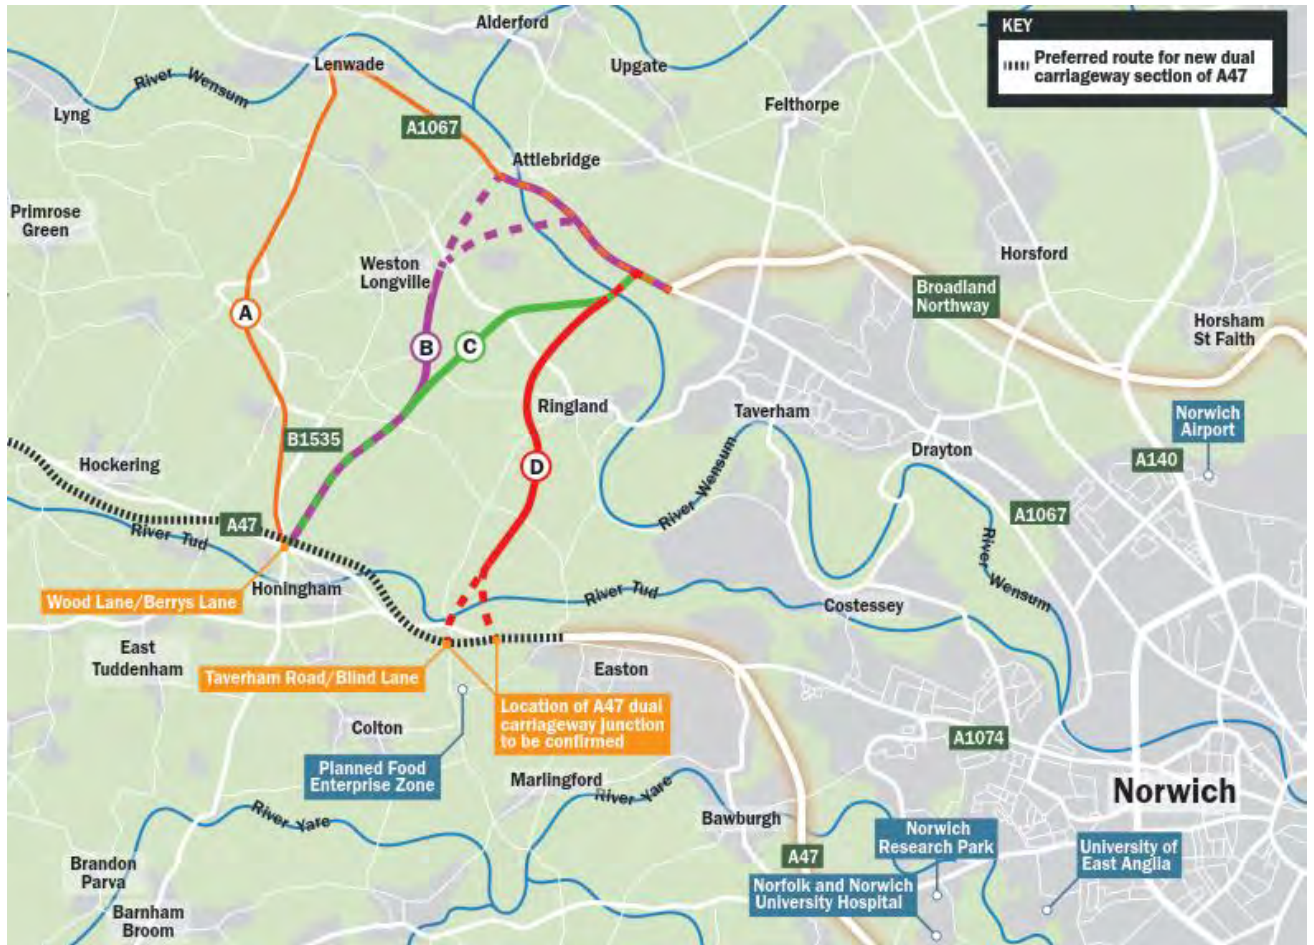 Alderford
KEY
Preferred route for new dual
carriageway section of A47
Lenwade
Upgate
River Wensum
Lyng
Felthorpe
A1067
Attlebridge
Primrose
Green
Weston
Longville
Horsford
Broadland
Northway
A
Horsham
St Faith
B
C
Ringland
Taverham
Norwich
Airport
B1535
Drayton
Hockering
D
A140
River Wensum
A1067
A47
River Tud
River Wensum
Honingham
River Tud
Wood Lane/Berrys Lane
Costessey
East
Tuddenham
Easton
Taverham Road/Blind Lane
Location of A47 dual
carriageway junction
to be confirmed
Colton
A1074
Planned Food
Enterprise Zone
Marlingford
River Yare
Norwich
River Yare
Bawburgh
Norwich
Research Park
University of
East Anglia
A47
Brandon
Parva
Norfolk and Norwich
University Hospital
Barnham
Broom